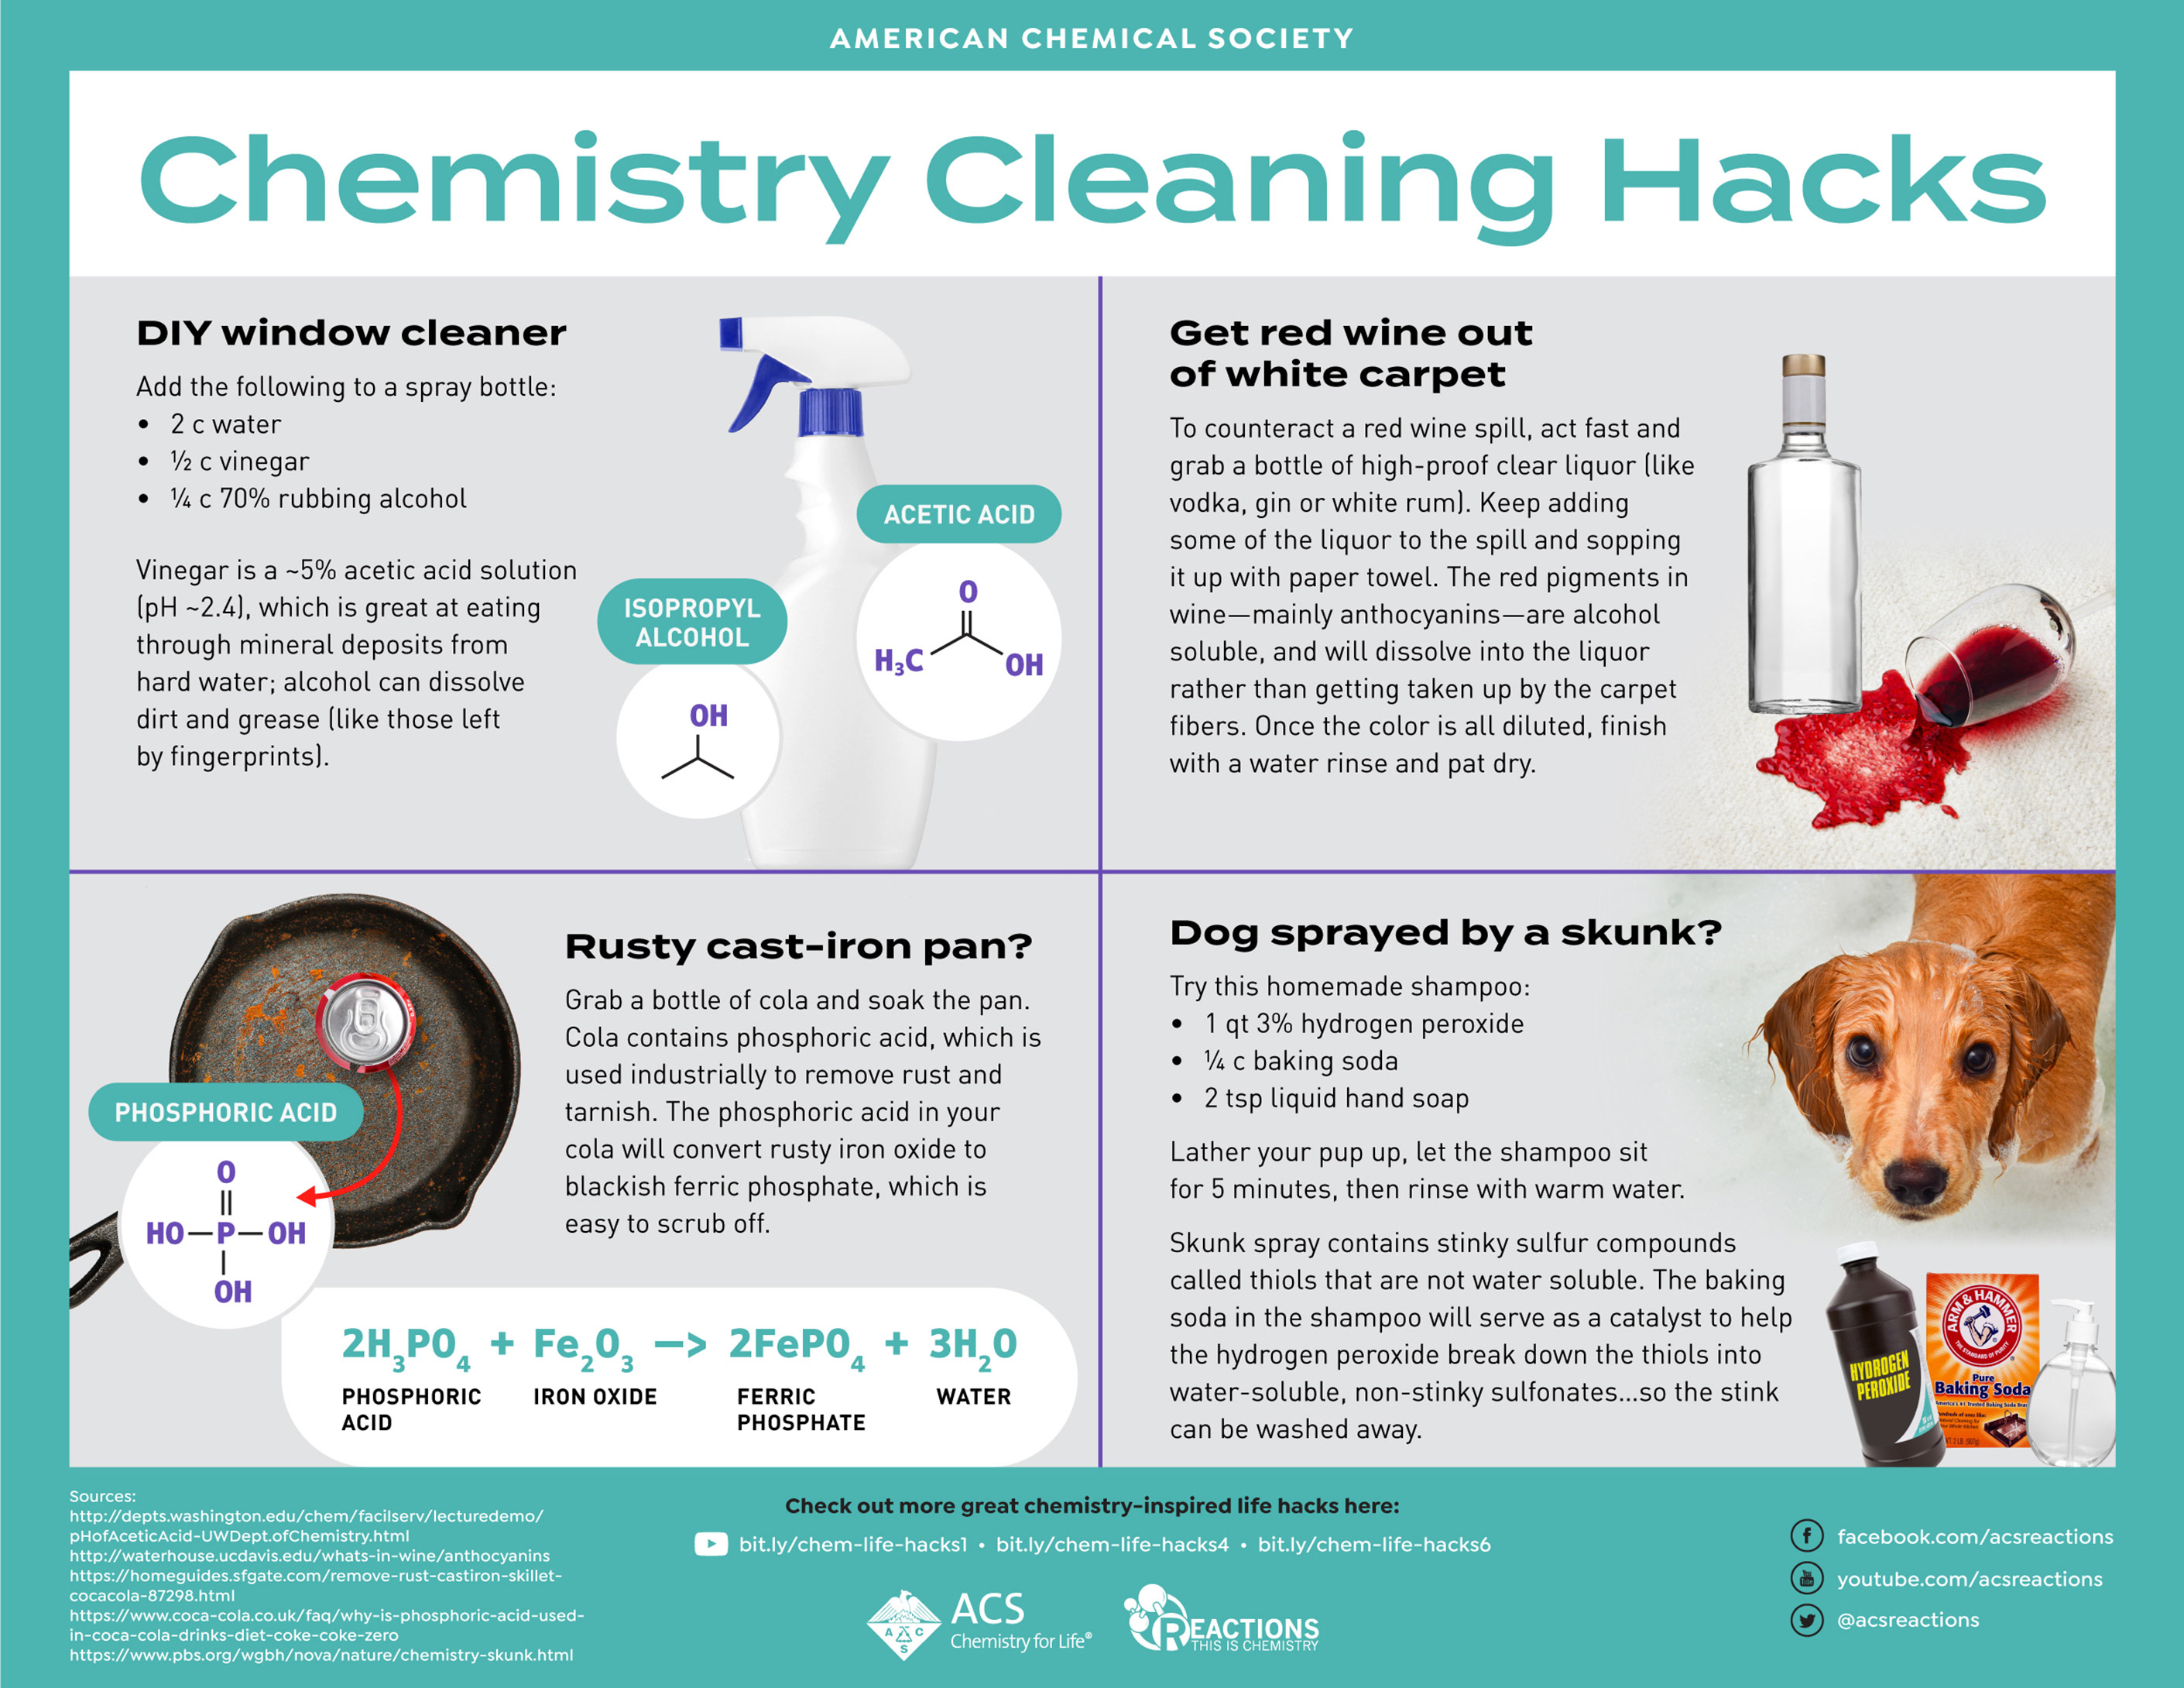 AMERICAN CHEMICAL SOCIETY
Chemistry Cleaning Hacks
DIY window cleaner
Add the following to a spray bottle:
• 2 c water
• ½ c vinegar
• ¼ c 70% rubbing alcohol
Vinegar is a ~5% acetic acid solution
(pH ~2.4), which is great at eating
through mineral deposits from
hard water; alcohol can dissolve
dirt and grease (like those left
by fingerprints).
ISOPROPYL
ALCOHOL
OH
ACETIC ACID
O
H₃C
OH
Get red wine out
of white carpet
To counteract a red wine spill, act fast and
grab a bottle of high-proof clear liquor (like
vodka, gin or white rum). Keep adding
some of the liquor to the spill and sopping
it up with paper towel. The red pigments in
wine—mainly anthocyanins—are alcohol
soluble, and will dissolve into the liquor
rather than getting taken up by the carpet
fibers. Once the color is all diluted, finish
with a water rinse and pat dry.
Rusty cast-iron pan?
Grab a bottle of cola and soak the pan.
Cola contains phosphoric acid, which is
used industrially to remove rust and
tarnish. The phosphoric acid in your
cola will convert rusty iron oxide to
blackish ferric phosphate, which is
easy to scrub off.
PHOSPHORIC ACID
O
HO—P—OH
OH
2H₃PO₄ + Fe₂O₃ —> 2FePO₄ + 3H₂O
PHOSPHORIC IRON OXIDE FERRIC WATER
ACID PHOSPHATE
Dog sprayed by a skunk?
Try this homemade shampoo:
• 1 qt 3% hydrogen peroxide
• ¼ c baking soda
• 2 tsp liquid hand soap
Lather your pup up, let the shampoo sit
for 5 minutes, then rinse with warm water.
Skunk spray contains stinky sulfur compounds
called thiols that are not water soluble. The baking
soda in the shampoo will serve as a catalyst to help
the hydrogen peroxide break down the thiols into
water-soluble, non-stinky sulfonates...so the stink
can be washed away.
HYDROGEN
PEROXIDE
ARM & HAMMER
THE STANDARD OF PURITY
Pure
Baking Soda
Sources:
http://depts.washington.edu/chem/facilserv/lecturedemo/
pHofAceticAcid-UWDept.ofChemistry.html
http://waterhouse.ucdavis.edu/whats-in-wine/anthocyanins
https://homeguides.sfgate.com/remove-rust-castiron-skillet-
cocacola-87298.html
https://www.coca-cola.co.uk/faq/why-is-phosphoric-acid-used-
in-coca-cola-drinks-diet-coke-coke-zero
https://www.pbs.org/wgbh/nova/nature/chemistry-skunk.html
Check out more great chemistry-inspired life hacks here:
bit.ly/chem-life-hacks1 • bit.ly/chem-life-hacks4 • bit.ly/chem-life-hacks6
A C S
ACS
Chemistry for Life®
REACTIONS
THIS IS CHEMISTRY
facebook.com/acsreactions
youtube.com/acsreactions
@acsreactions